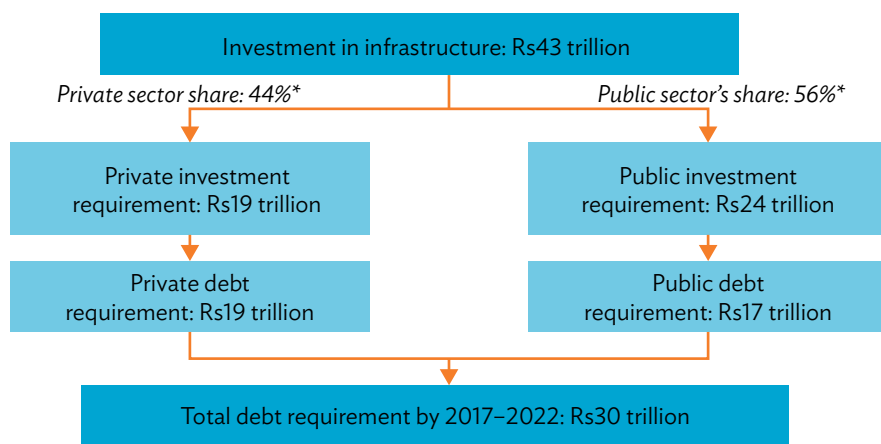 Investment in infrastructure: Rs43 trillion
Private sector share: 44%*
Public sector’s share: 56%*
Private investment
requirement: Rs19 trillion
Public investment
requirement: Rs24 trillion
Private debt
requirement: Rs19 trillion
Public debt
requirement: Rs17 trillion
Total debt requirement by 2017–2022: Rs30 trillion